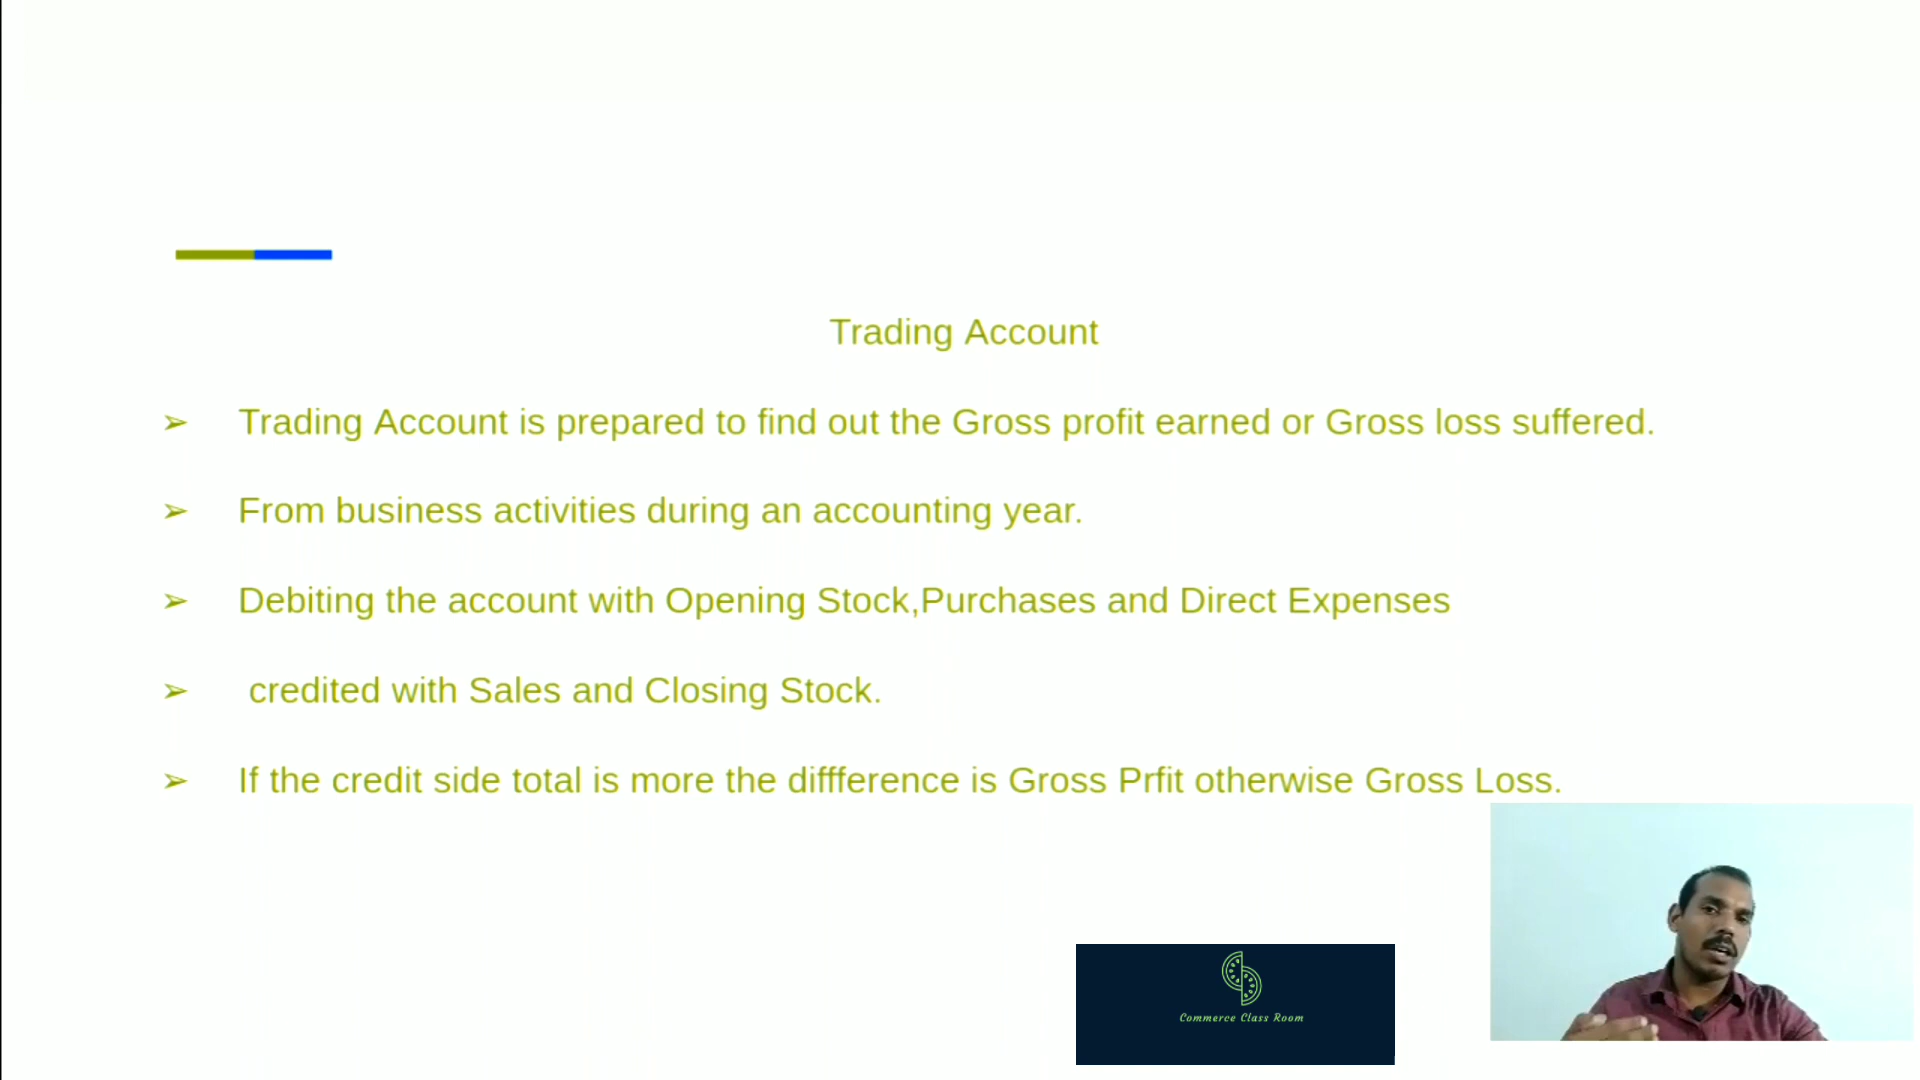 Trading Account
➢ Trading Account is prepared to find out the Gross profit earned or Gross loss suffered.
➢ From business activities during an accounting year.
➢ Debiting the account with Opening Stock,Purchases and Direct Expenses
➢ credited with Sales and Closing Stock.
➢ If the credit side total is more the diffference is Gross Prfit otherwise Gross Loss.
Commerce Class Room